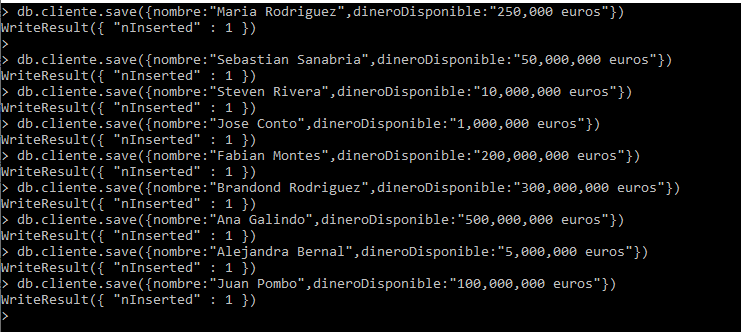 > db.cliente.save({nombre:"Maria Rodriguez",dineroDisponible:"250,000 euros"})
WriteResult({ "nInserted" : 1 })
>
> db.cliente.save({nombre:"Sebastian Sanabria",dineroDisponible:"50,000,000 euros"})
WriteResult({ "nInserted" : 1 })
> db.cliente.save({nombre:"Steven Rivera",dineroDisponible:"10,000,000 euros"})
WriteResult({ "nInserted" : 1 })
> db.cliente.save({nombre:"Jose Conto",dineroDisponible:"1,000,000 euros"})
WriteResult({ "nInserted" : 1 })
> db.cliente.save({nombre:"Fabian Montes",dineroDisponible:"200,000,000 euros"})
WriteResult({ "nInserted" : 1 })
> db.cliente.save({nombre:"Brandond Rodriguez",dineroDisponible:"300,000,000 euros"})
WriteResult({ "nInserted" : 1 })
> db.cliente.save({nombre:"Ana Galindo",dineroDisponible:"500,000,000 euros"})
WriteResult({ "nInserted" : 1 })
> db.cliente.save({nombre:"Alejandra Bernal",dineroDisponible:"5,000,000 euros"})
WriteResult({ "nInserted" : 1 })
> db.cliente.save({nombre:"Juan Pombo",dineroDisponible:"100,000,000 euros"})
WriteResult({ "nInserted" : 1 })
>